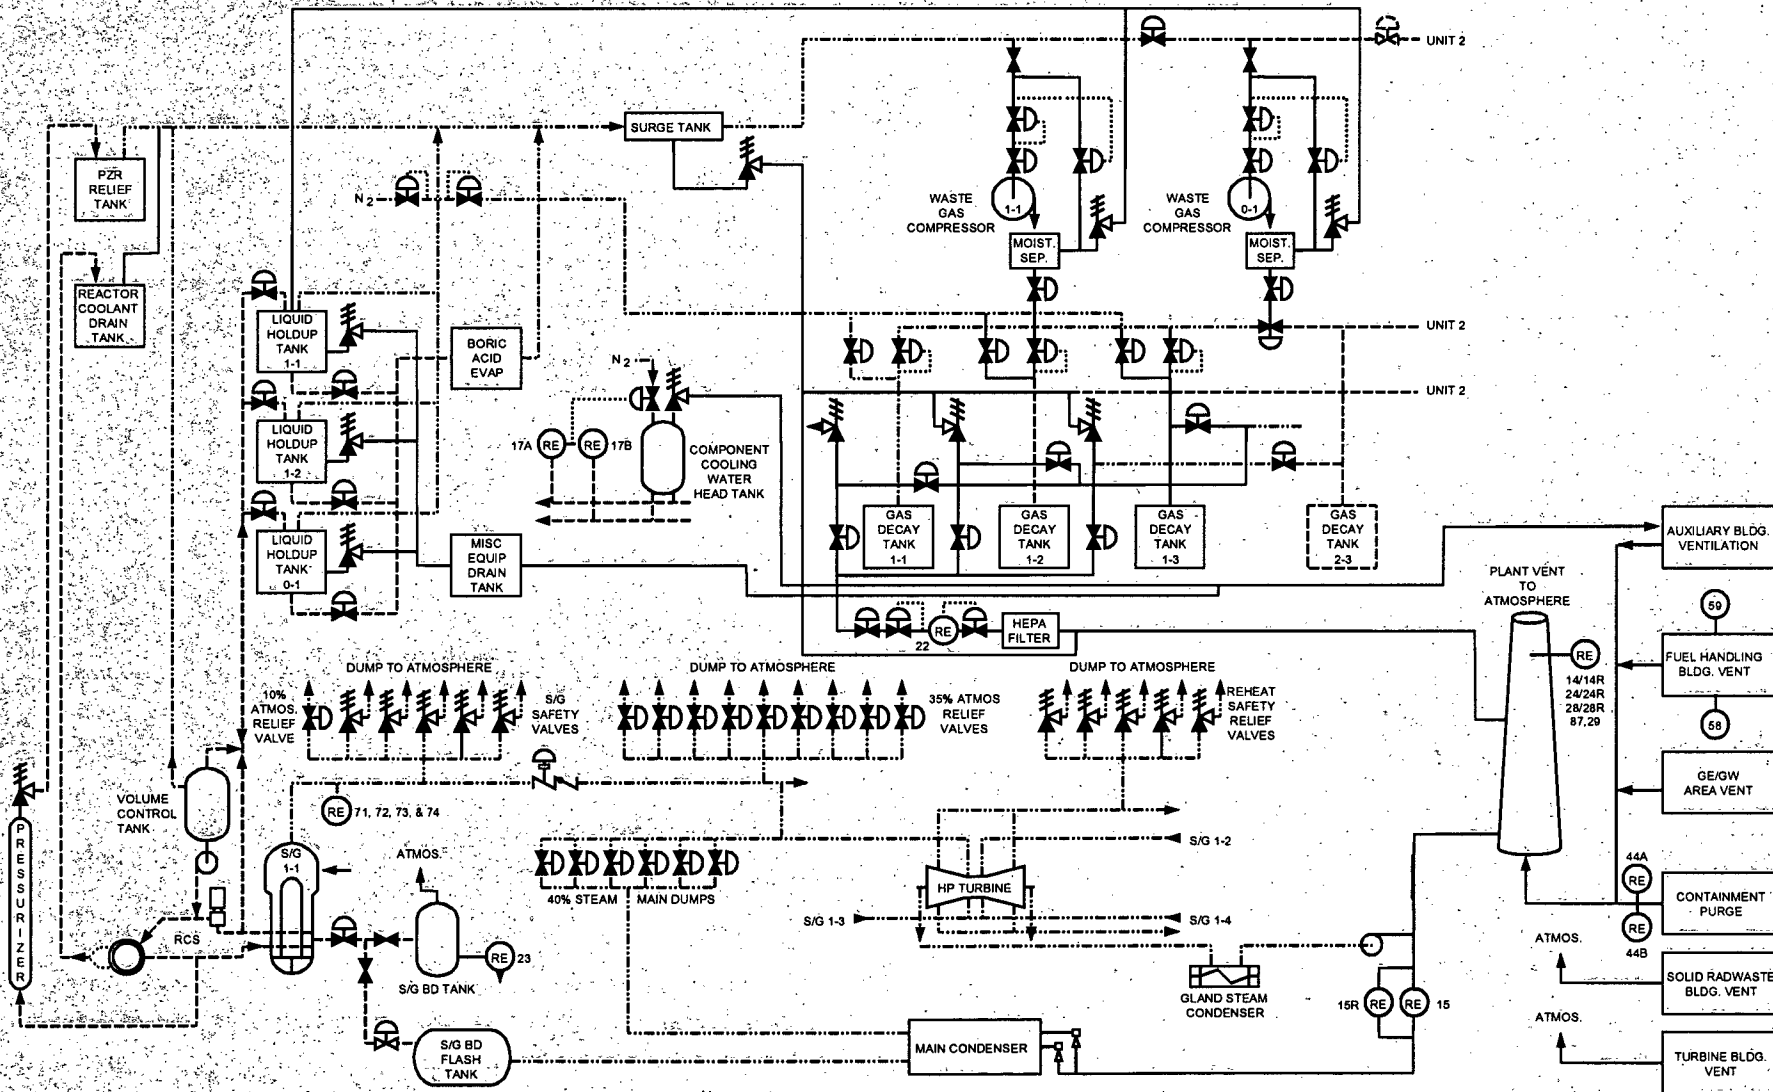 UNIT 2
SURGE TANK
PZR
RELIEF
TANK
N2
WASTE
GAS
COMPRESSOR
1-1
MOIST.
SEP.
WASTE
GAS
COMPRESSOR
0-1
MOIST.
SEP.
REACTOR
COOLANT
DRAIN
TANK
LIQUID
HOLDUP
TANK
1-1
BORIC
ACID
EVAP
UNIT 2
N2
UNIT 2
LIQUID
HOLDUP
TANK
1-2
17A
RE
RE
17B
COMPONENT
COOLING
WATER
HEAD TANK
LIQUID
HOLDUP
TANK
0-1
MISC
EQUIP
DRAIN
TANK
GAS
DECAY
TANK
1-1
GAS
DECAY
TANK
1-2
GAS
DECAY
TANK
1-3
GAS
DECAY
TANK
2-3
AUXILIARY BLDG.
VENTILATION
PLANT VENT
TO
ATMOSPHERE
59
RE
22
HEPA
FILTER
FUEL HANDLING
BLDG. VENT
58
RE
14/14R
24/24R
28/28R
87,29
DUMP TO ATMOSPHERE
DUMP TO ATMOSPHERE
DUMP TO ATMOSPHERE
10%
ATMOS.
RELIEF
VALVE
S/G
SAFETY
VALVES
35% ATMOS
RELIEF
VALVES
REHEAT
SAFETY
RELIEF
VALVES
GE/GW
AREA VENT
VOLUME
CONTROL
TANK
RE
71, 72, 73, & 74
PRESSURIZER
S/G
1-1
ATMOS.
S/G 1-2
HP TURBINE
40% STEAM
MAIN DUMPS
S/G 1-3
S/G 1-4
44A
RE
CONTAINMENT
PURGE
RE
44B
RCS
RE
23
S/G BD TANK
GLAND STEAM
CONDENSER
15R
RE
RE
15
ATMOS.
SOLID RADWASTE
BLDG. VENT
ATMOS.
S/G BD
FLASH
TANK
MAIN CONDENSER
TURBINE BLDG.
VENT